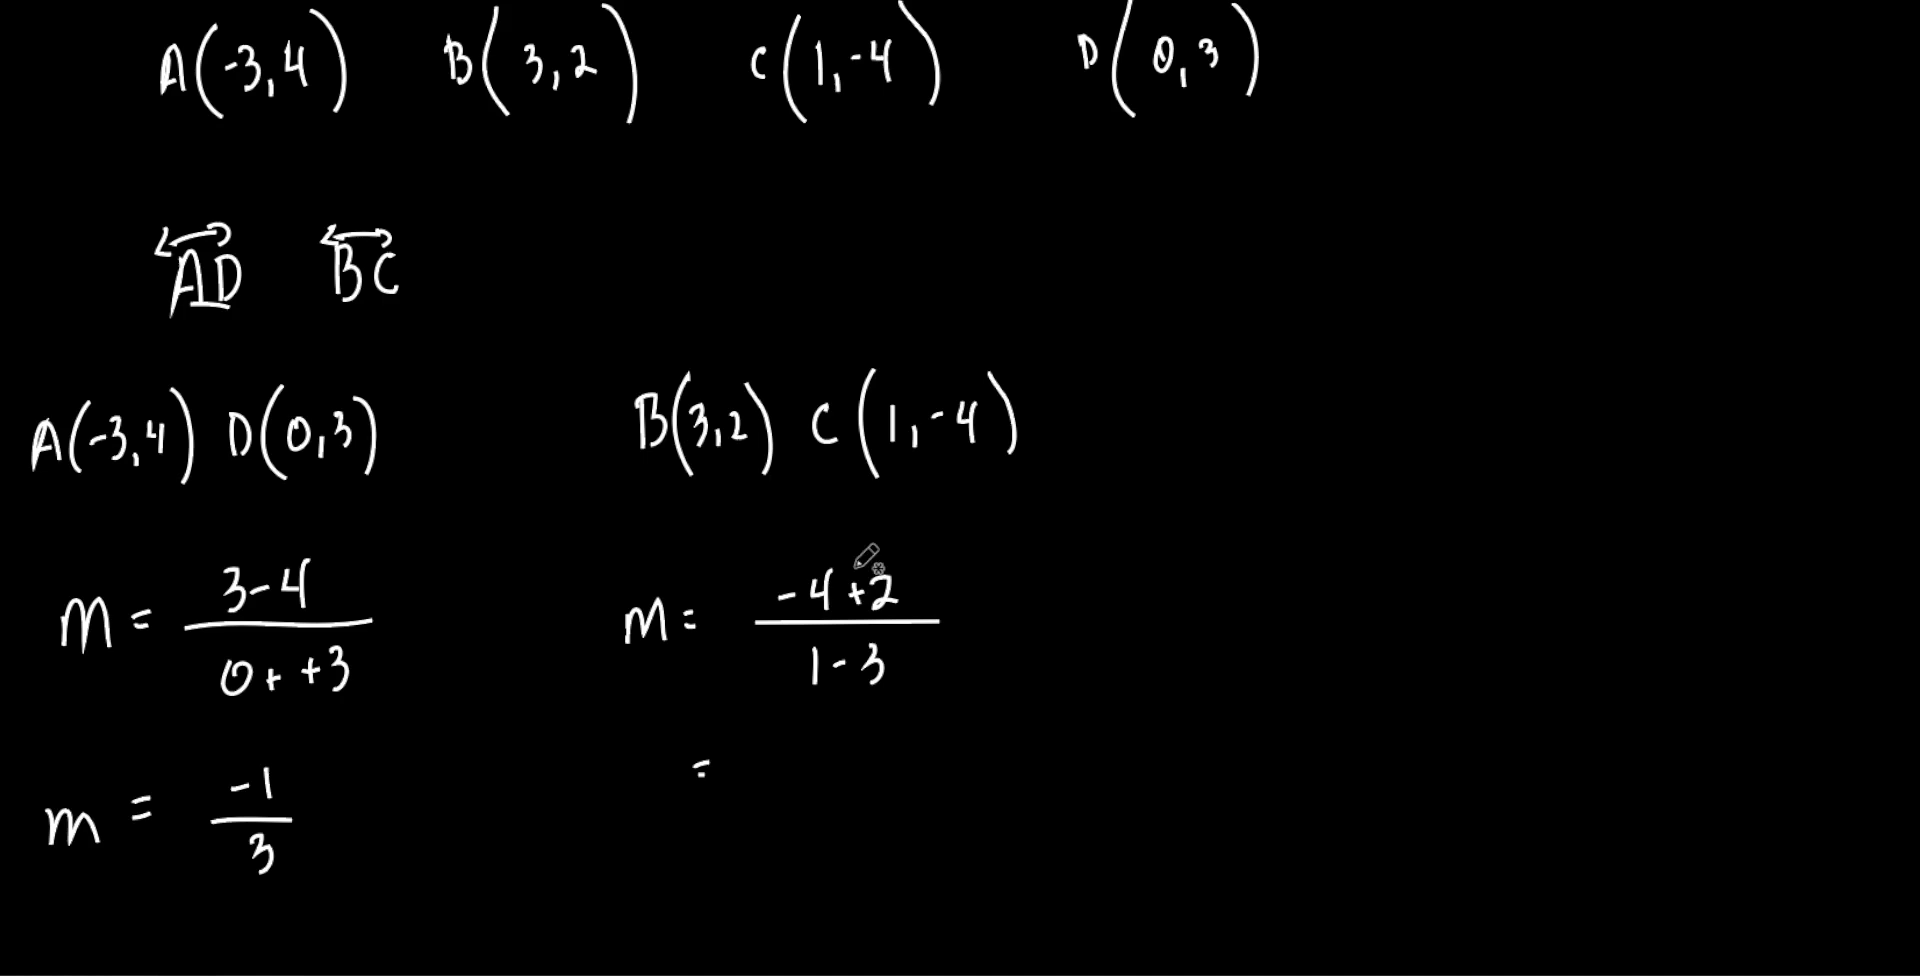 A(-3,4) B(3,2) C(1,-4) D(0,3)
AD BC
A(-3,4) D(0,3) B(3,2) C(1,-4)
m = 3-4 / 0+ +3 m = -4+2 / 1-3
m = -1 / 3 =